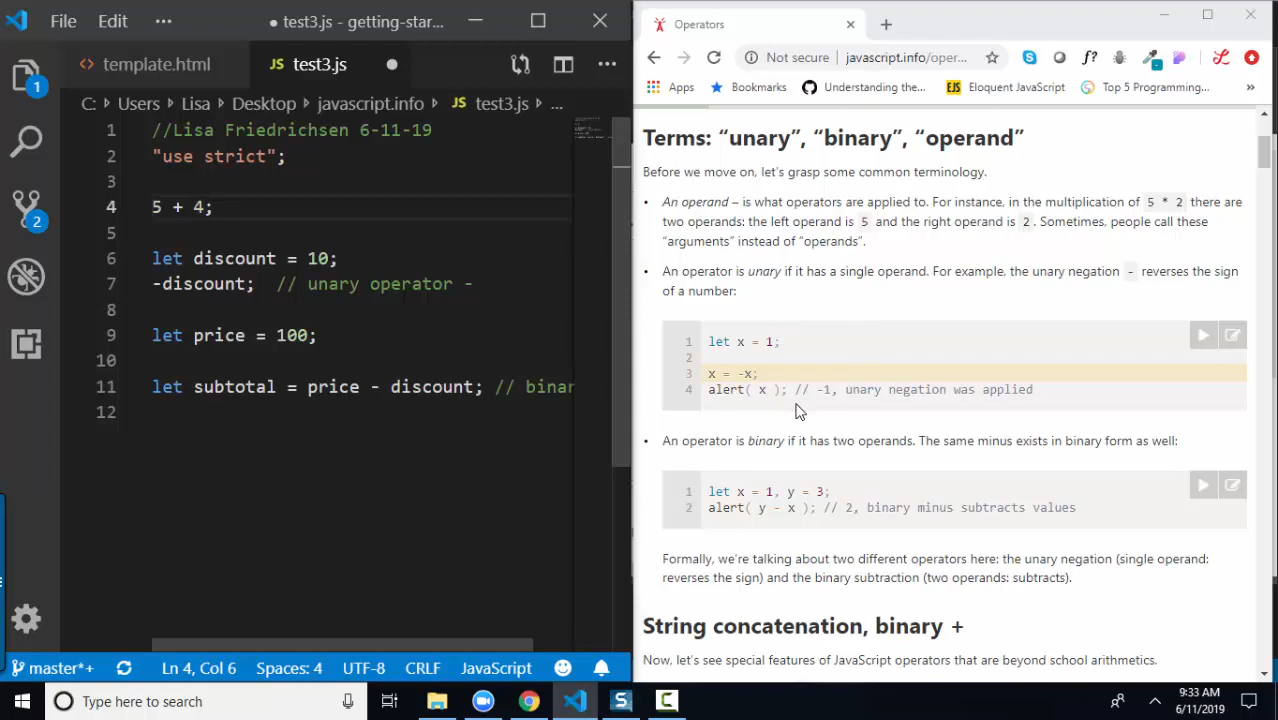 File Edit ··· ● test3.js - getting-star...
template.html JS test3.js ● ···
C: › Users › Lisa › Desktop › javascript.info › JS test3.js › ...
1 //Lisa Friedrichsen 6-11-19
2 "use strict";
3
4 5 + 4;
5
6 let discount = 10;
7 -discount;  // unary operator -
8
9 let price = 100;
10
11 let subtotal = price - discount; // binar
12
1
2
master*+ Ln 4, Col 6 Spaces: 4 UTF-8 CRLF JavaScript
Operators
Not secure javascript.info/oper... f?
Apps Bookmarks Understanding the... EJS Eloquent JavaScript Top 5 Programming... »
Terms: “unary”, “binary”, “operand”
Before we move on, let’s grasp some common terminology.
• An operand – is what operators are applied to. For instance, in the multiplication of 5 * 2 there are
two operands: the left operand is 5 and the right operand is 2. Sometimes, people call these
“arguments” instead of “operands”.
• An operator is unary if it has a single operand. For example, the unary negation - reverses the sign
of a number:
1 let x = 1;
2
3 x = -x;
4 alert( x ); // -1, unary negation was applied
• An operator is binary if it has two operands. The same minus exists in binary form as well:
1 let x = 1, y = 3;
2 alert( y - x ); // 2, binary minus subtracts values
Formally, we’re talking about two different operators here: the unary negation (single operand:
reverses the sign) and the binary subtraction (two operands: subtracts).
String concatenation, binary +
Now, let’s see special features of JavaScript operators that are beyond school arithmetics.
Type here to search
9:33 AM
6/11/2019